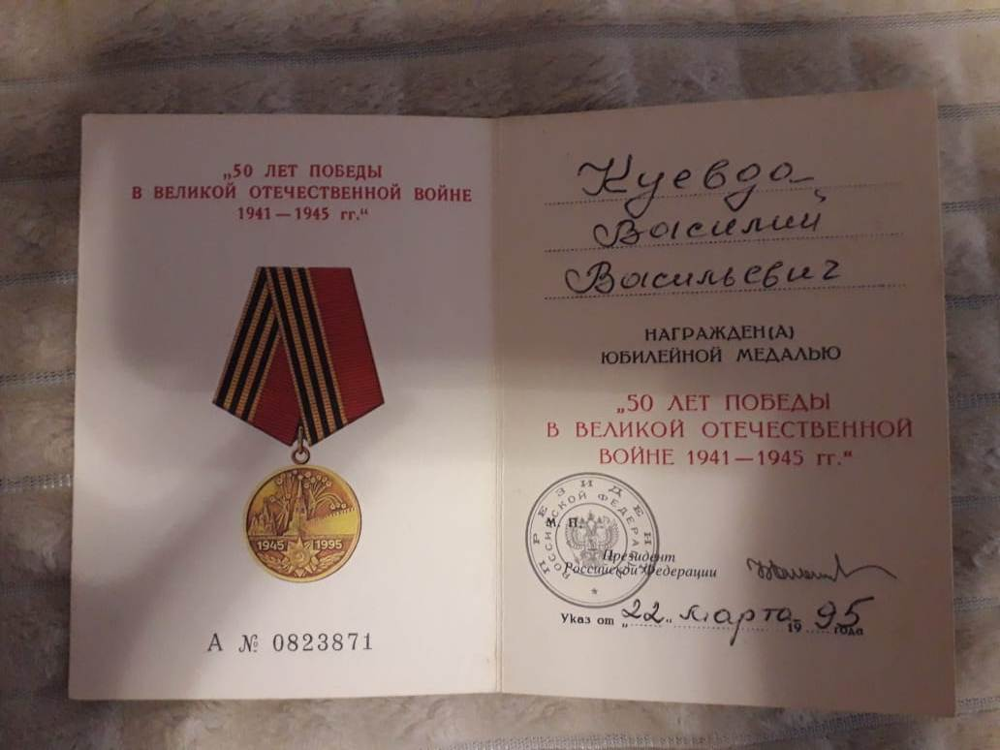 „50 ЛЕТ ПОБЕДЫ
В ВЕЛИКОЙ ОТЕЧЕСТВЕННОЙ ВОЙНЕ
1941 — 1945 гг.“
1945 1995
А № 0823871
Куевда
Василий
Васильевич
НАГРАЖДЕН(А)
ЮБИЛЕЙНОЙ МЕДАЛЬЮ
„50 ЛЕТ ПОБЕДЫ
В ВЕЛИКОЙ ОТЕЧЕСТВЕННОЙ
ВОЙНЕ 1941 — 1945 гг.“
ПРЕЗИДЕНТ
РОССИЙСКОЙ ФЕДЕРАЦИИ
М. П.
Президент
Российской Федерации
Указ от „22“ марта 1995 года